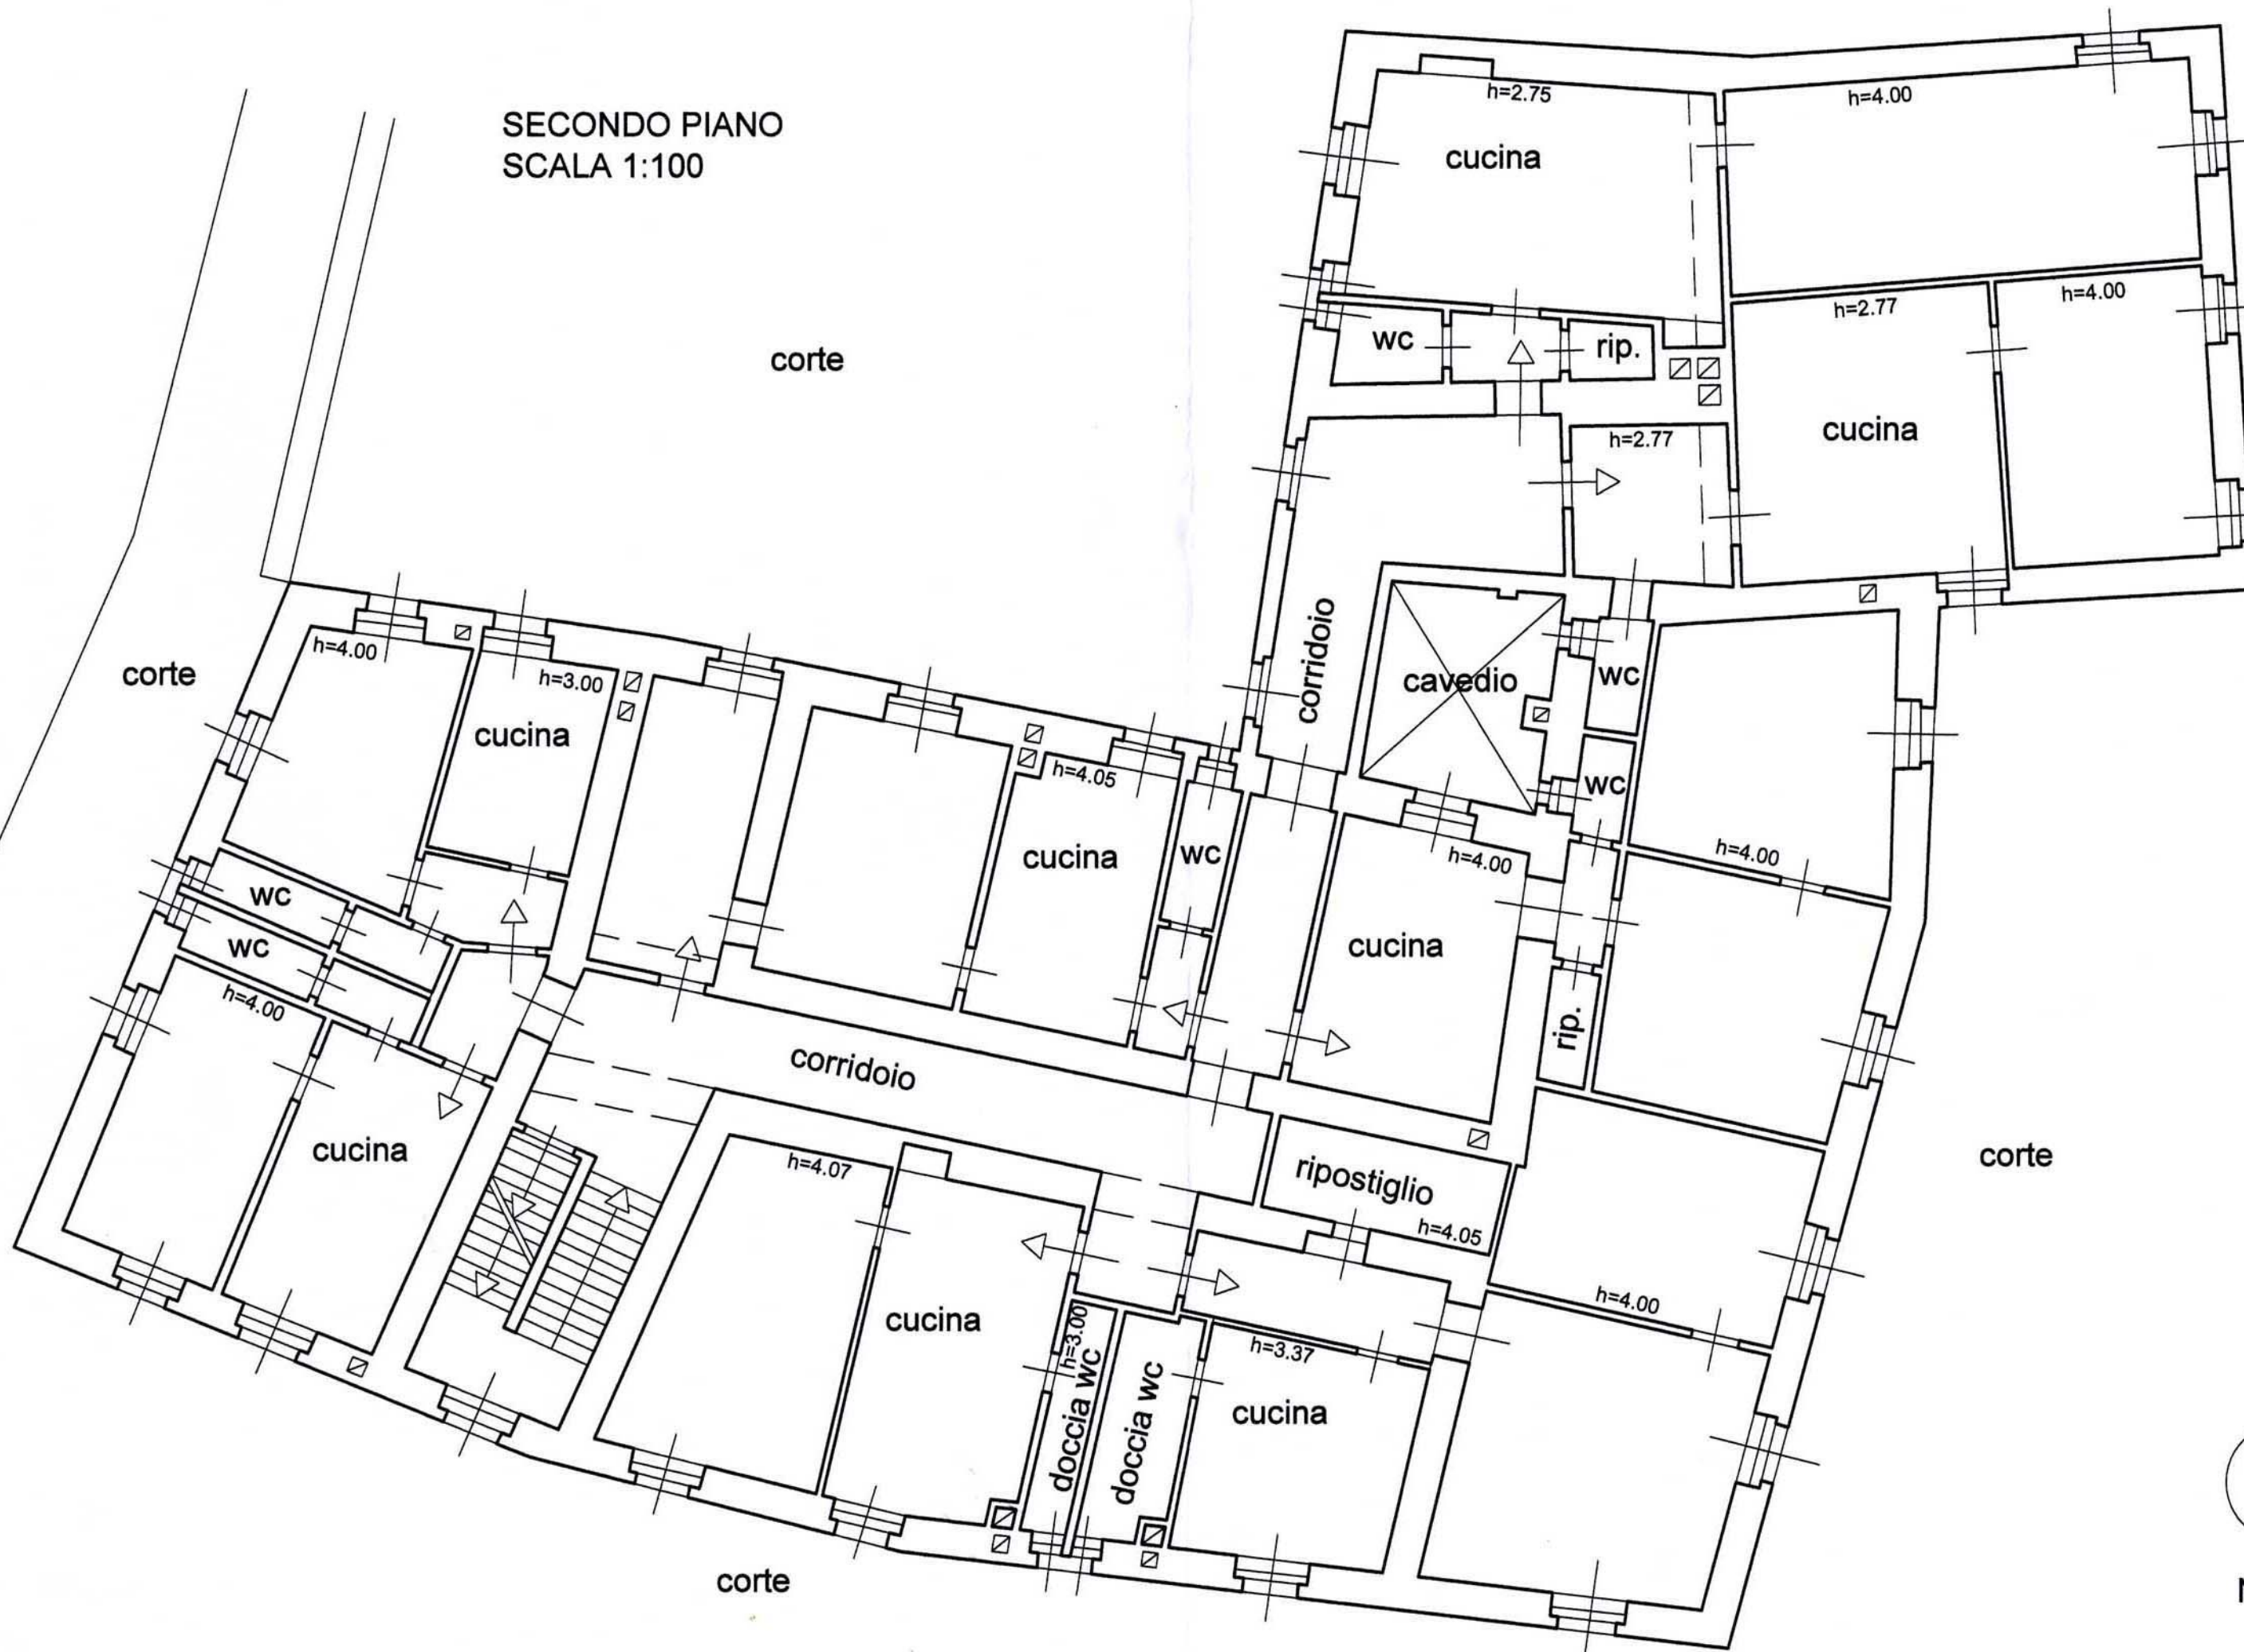 SECONDO PIANO
SCALA 1:100
h=2.75
h=4.00
cucina
h=2.77
h=4.00
wc
rip.
corte
cucina
h=2.77
corridoio
cavedio
wc
wc
corte
h=4.00
h=3.00
cucina
h=4.05
cucina
wc
h=4.00
h=4.00
cucina
wc
wc
h=4.00
rip.
corridoio
cucina
h=4.07
ripostiglio
h=4.05
corte
cucina
h=3.00
doccia wc
doccia wc
h=3.37
cucina
h=4.00
corte